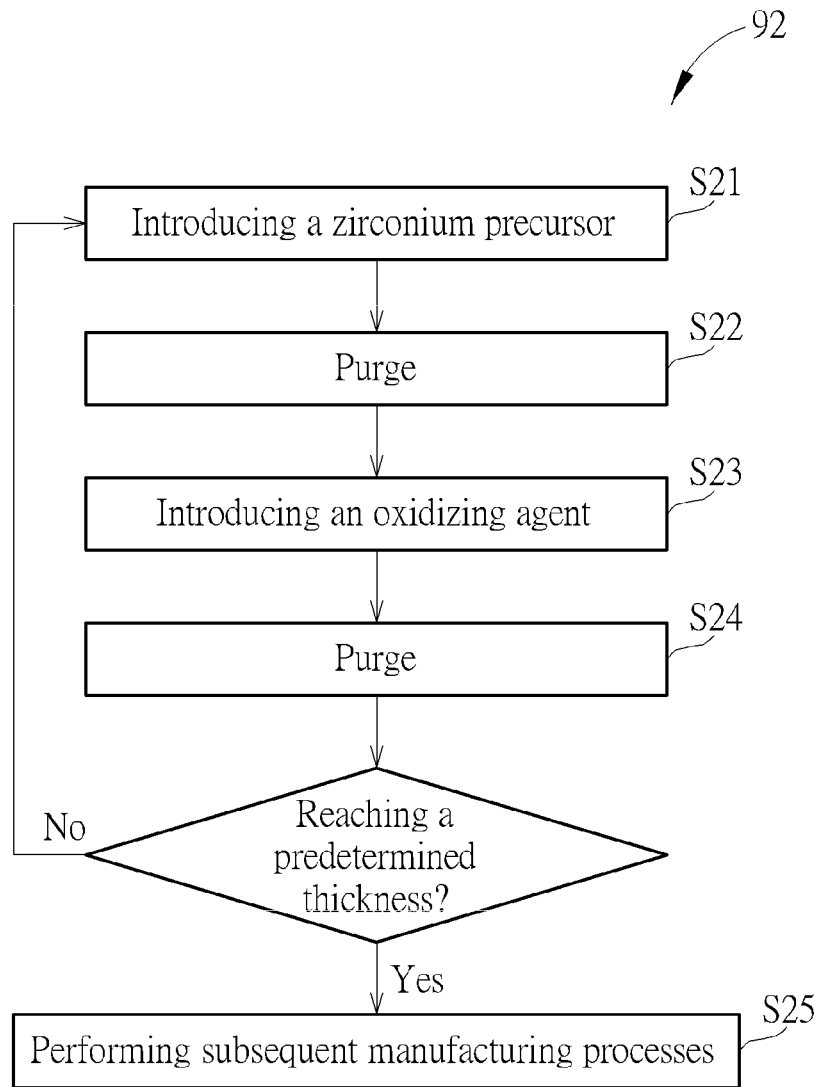 92
S21
Introducing a zirconium precursor
S22
Purge
S23
Introducing an oxidizing agent
S24
Purge
Reaching a
predetermined
thickness?
No
Yes
S25
Performing subsequent manufacturing processes